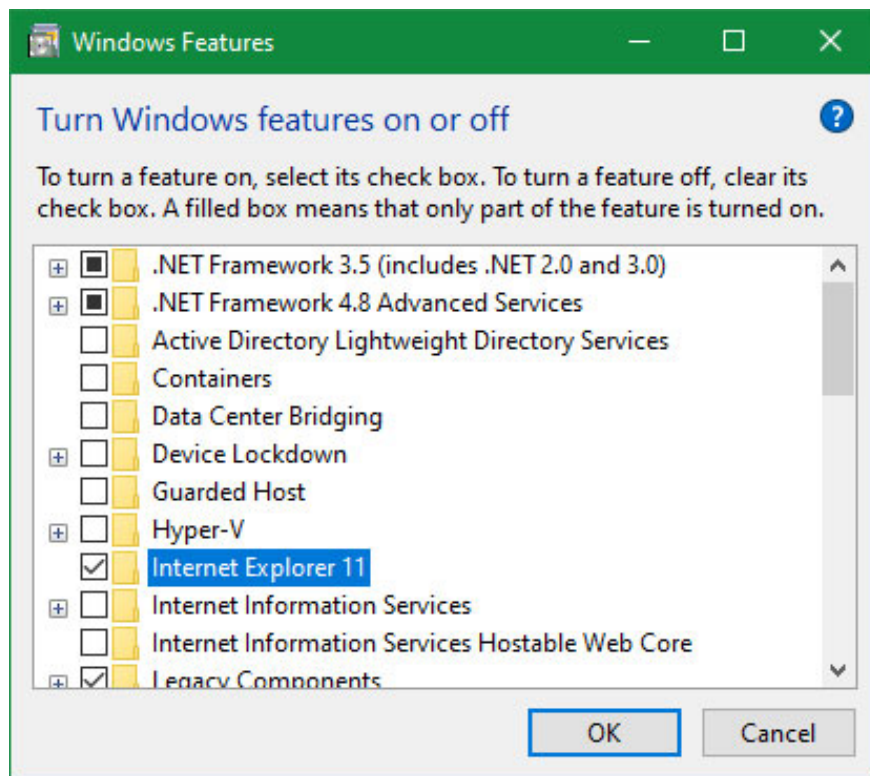 Windows Features
Turn Windows features on or off
To turn a feature on, select its check box. To turn a feature off, clear its
check box. A filled box means that only part of the feature is turned on.
.NET Framework 3.5 (includes .NET 2.0 and 3.0)
.NET Framework 4.8 Advanced Services
Active Directory Lightweight Directory Services
Containers
Data Center Bridging
Device Lockdown
Guarded Host
Hyper-V
Internet Explorer 11
Internet Information Services
Internet Information Services Hostable Web Core
Legacy Components
OK Cancel